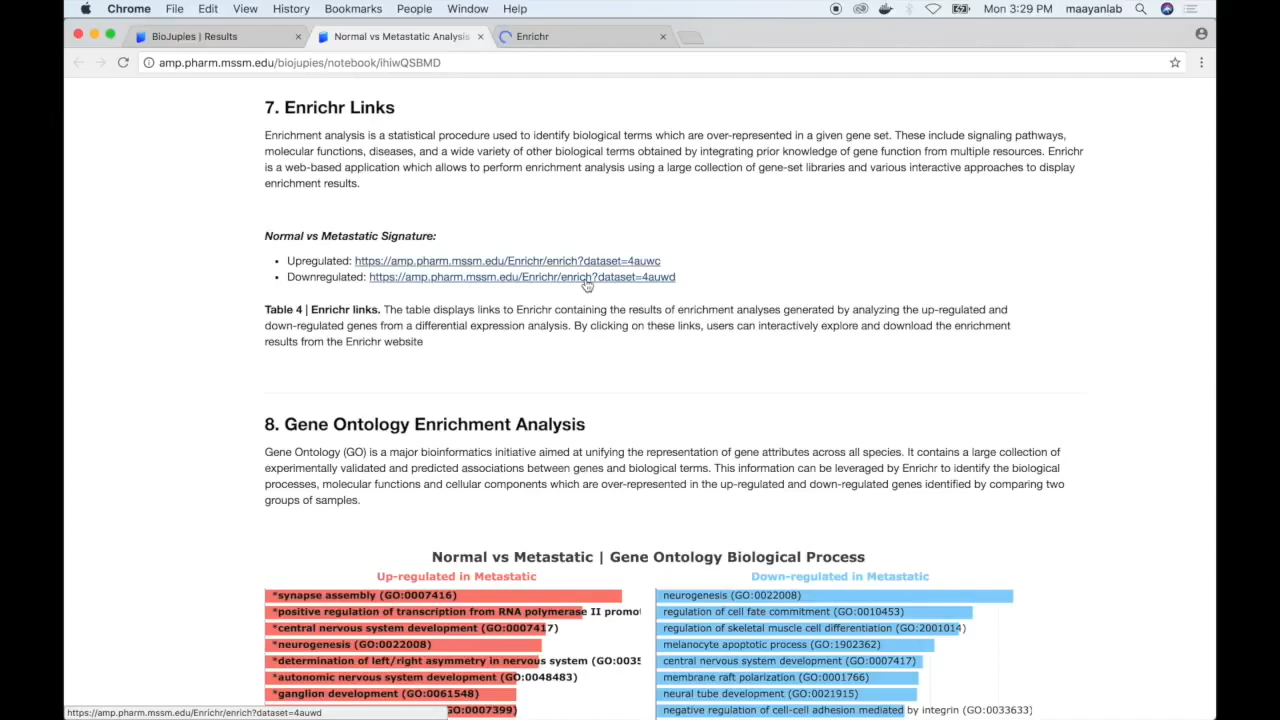 Chrome File Edit View History Bookmarks People Window Help Mon 3:29 PM maayanlab
BioJupies | Results Normal vs Metastatic Analysis Enrichr
amp.pharm.mssm.edu/biojupies/notebook/ihiwQSBMD
7. Enrichr Links
Enrichment analysis is a statistical procedure used to identify biological terms which are over-represented in a given gene set. These include signaling pathways,
molecular functions, diseases, and a wide variety of other biological terms obtained by integrating prior knowledge of gene function from multiple resources. Enrichr
is a web-based application which allows to perform enrichment analysis using a large collection of gene-set libraries and various interactive approaches to display
enrichment results.
Normal vs Metastatic Signature:
• Upregulated: https://amp.pharm.mssm.edu/Enrichr/enrich?dataset=4auwc
• Downregulated: https://amp.pharm.mssm.edu/Enrichr/enrich?dataset=4auwd
Table 4 | Enrichr links. The table displays links to Enrichr containing the results of enrichment analyses generated by analyzing the up-regulated and
down-regulated genes from a differential expression analysis. By clicking on these links, users can interactively explore and download the enrichment
results from the Enrichr website
8. Gene Ontology Enrichment Analysis
Gene Ontology (GO) is a major bioinformatics initiative aimed at unifying the representation of gene attributes across all species. It contains a large collection of
experimentally validated and predicted associations between genes and biological terms. This information can be leveraged by Enrichr to identify the biological
processes, molecular functions and cellular components which are over-represented in the up-regulated and down-regulated genes identified by comparing two
groups of samples.
Normal vs Metastatic | Gene Ontology Biological Process
Up-regulated in Metastatic
*synapse assembly (GO:0007416)
*positive regulation of transcription from RNA polymerase II promot
*central nervous system development (GO:0007417)
*neurogenesis (GO:0022008)
*determination of left/right asymmetry in nervous system (GO:003
*autonomic nervous system development (GO:0048483)
*ganglion development (GO:0061548)
GO:0007399)
Down-regulated in Metastatic
neurogenesis (GO:0022008)
regulation of cell fate commitment (GO:0010453)
regulation of skeletal muscle cell differentiation (GO:2001014)
melanocyte apoptotic process (GO:1902362)
central nervous system development (GO:0007417)
membrane raft polarization (GO:0001766)
neural tube development (GO:0021915)
negative regulation of cell-cell adhesion mediated by integrin (GO:0033633)
https://amp.pharm.mssm.edu/Enrichr/enrich?dataset=4auwd